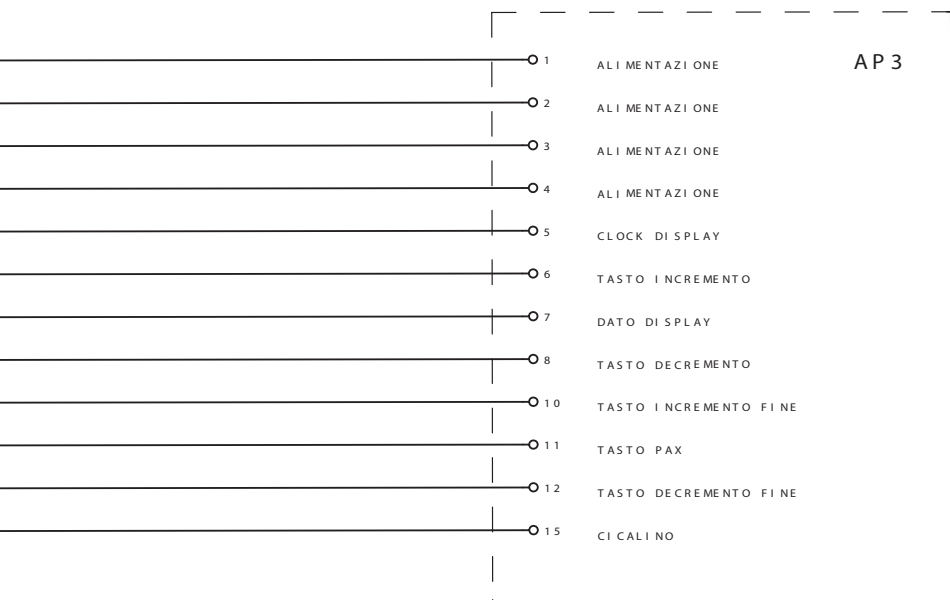 AP3
1 ALIMENTAZIONE
2 ALIMENTAZIONE
3 ALIMENTAZIONE
4 ALIMENTAZIONE
5 CLOCK DISPLAY
6 TASTO INCREMENTO
7 DATO DISPLAY
8 TASTO DECREMENTO
10 TASTO INCREMENTO FINE
11 TASTO PAX
12 TASTO DECREMENTO FINE
15 CICALINO